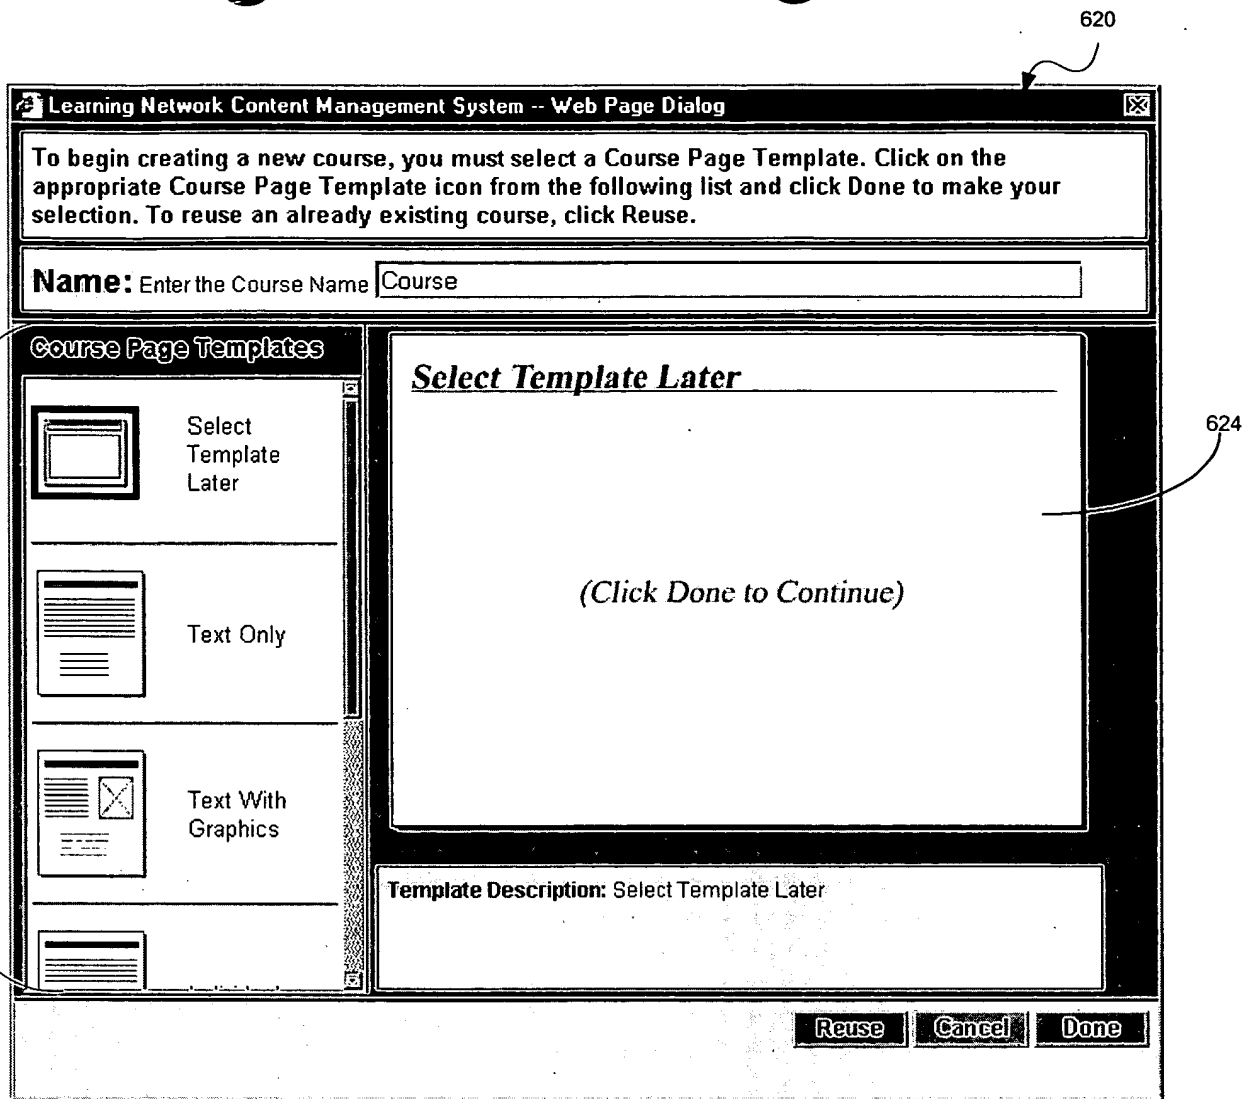 620
Learning Network Content Management System -- Web Page Dialog
To begin creating a new course, you must select a Course Page Template. Click on the
appropriate Course Page Template icon from the following list and click Done to make your
selection. To reuse an already existing course, click Reuse.
Name: Enter the Course Name Course
Course Page Templates
Select
Template
Later
Text Only
Text With
Graphics
Select Template Later
(Click Done to Continue)
624
Template Description: Select Template Later
Reuse Cancel Done